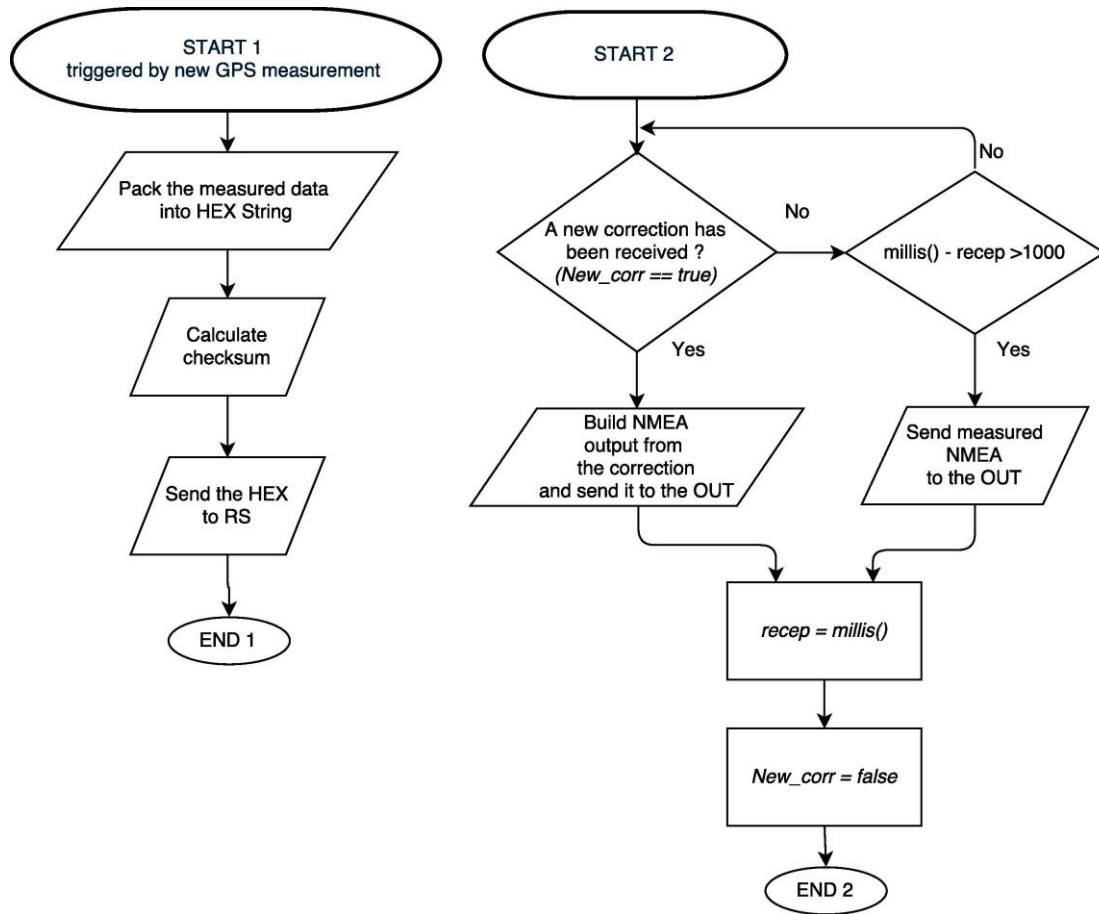 START 1
triggered by new GPS measurement
Pack the measured data
into HEX String
Calculate
checksum
Send the HEX
to RS
END 1
START 2
A new correction has
been received ?
(New_corr == true)
No
No
millis() - recep >1000
Yes
Yes
Build NMEA
output from
the correction
and send it to the OUT
Send measured
NMEA
to the OUT
recep = millis()
New_corr = false
END 2